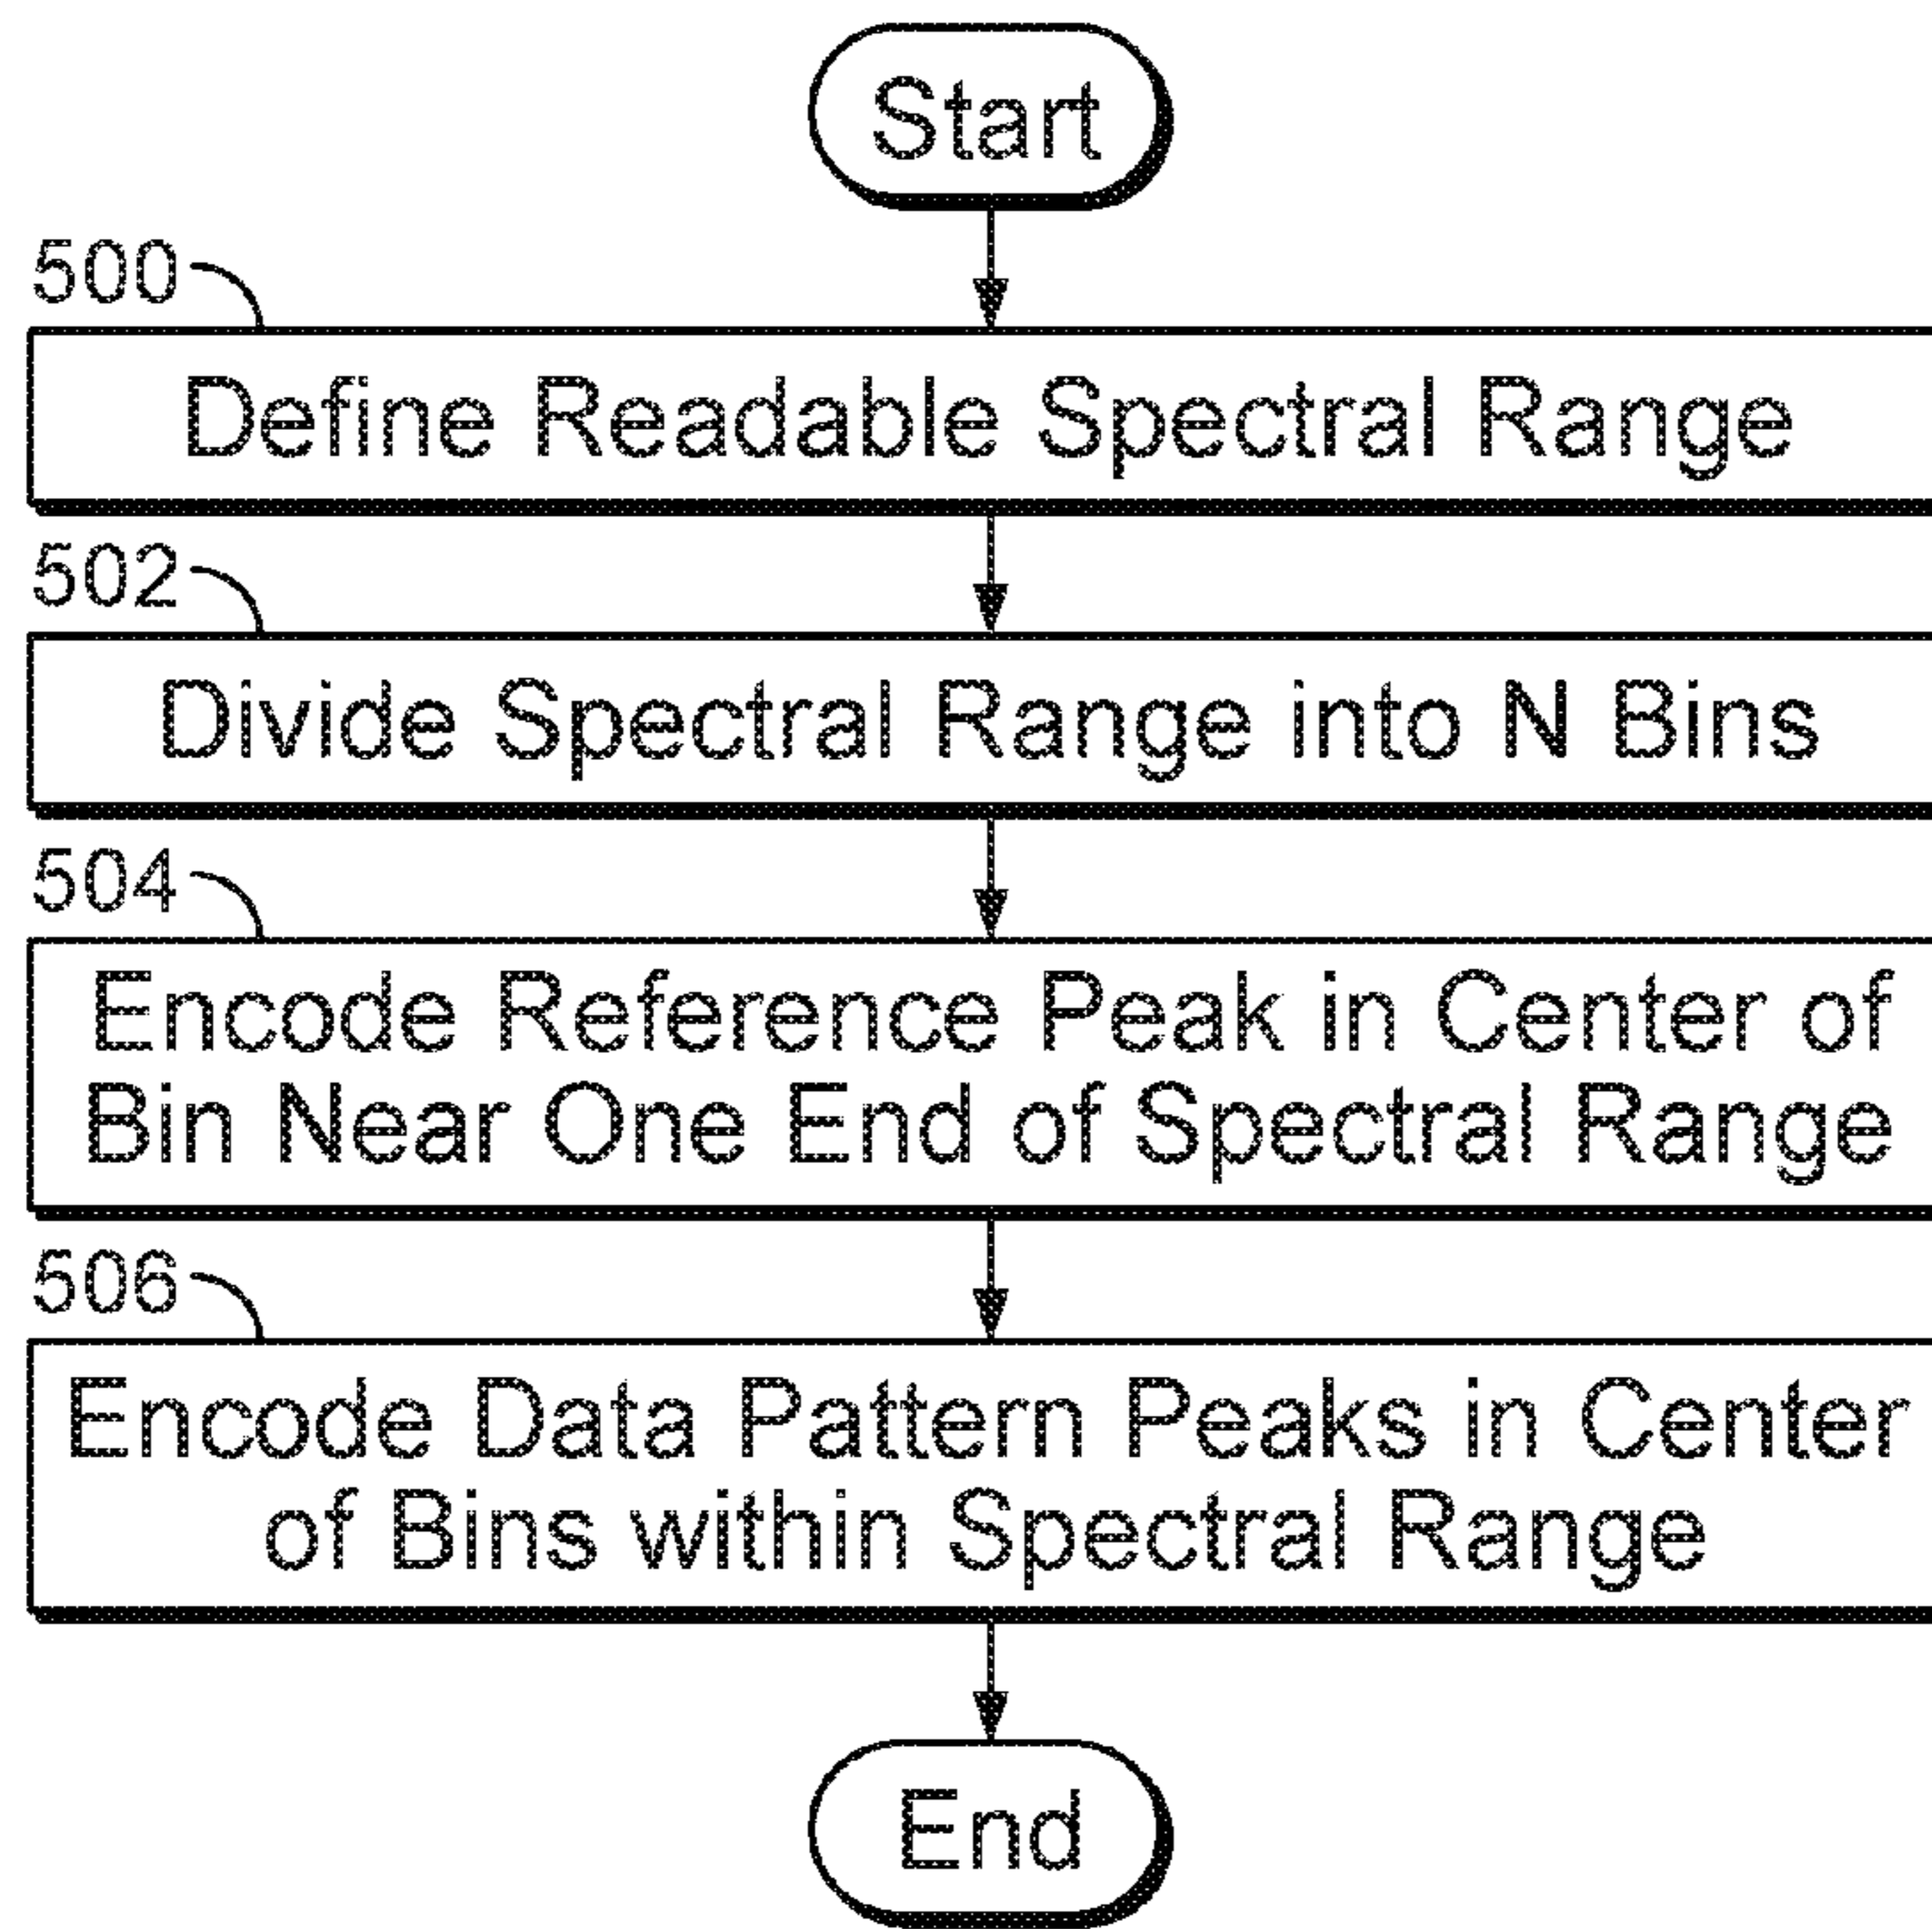 Start
500
Define Readable Spectral Range
502
Divide Spectral Range into N Bins
504
Encode Reference Peak in Center of
Bin Near One End of Spectral Range
506
Encode Data Pattern Peaks in Center
of Bins within Spectral Range
End